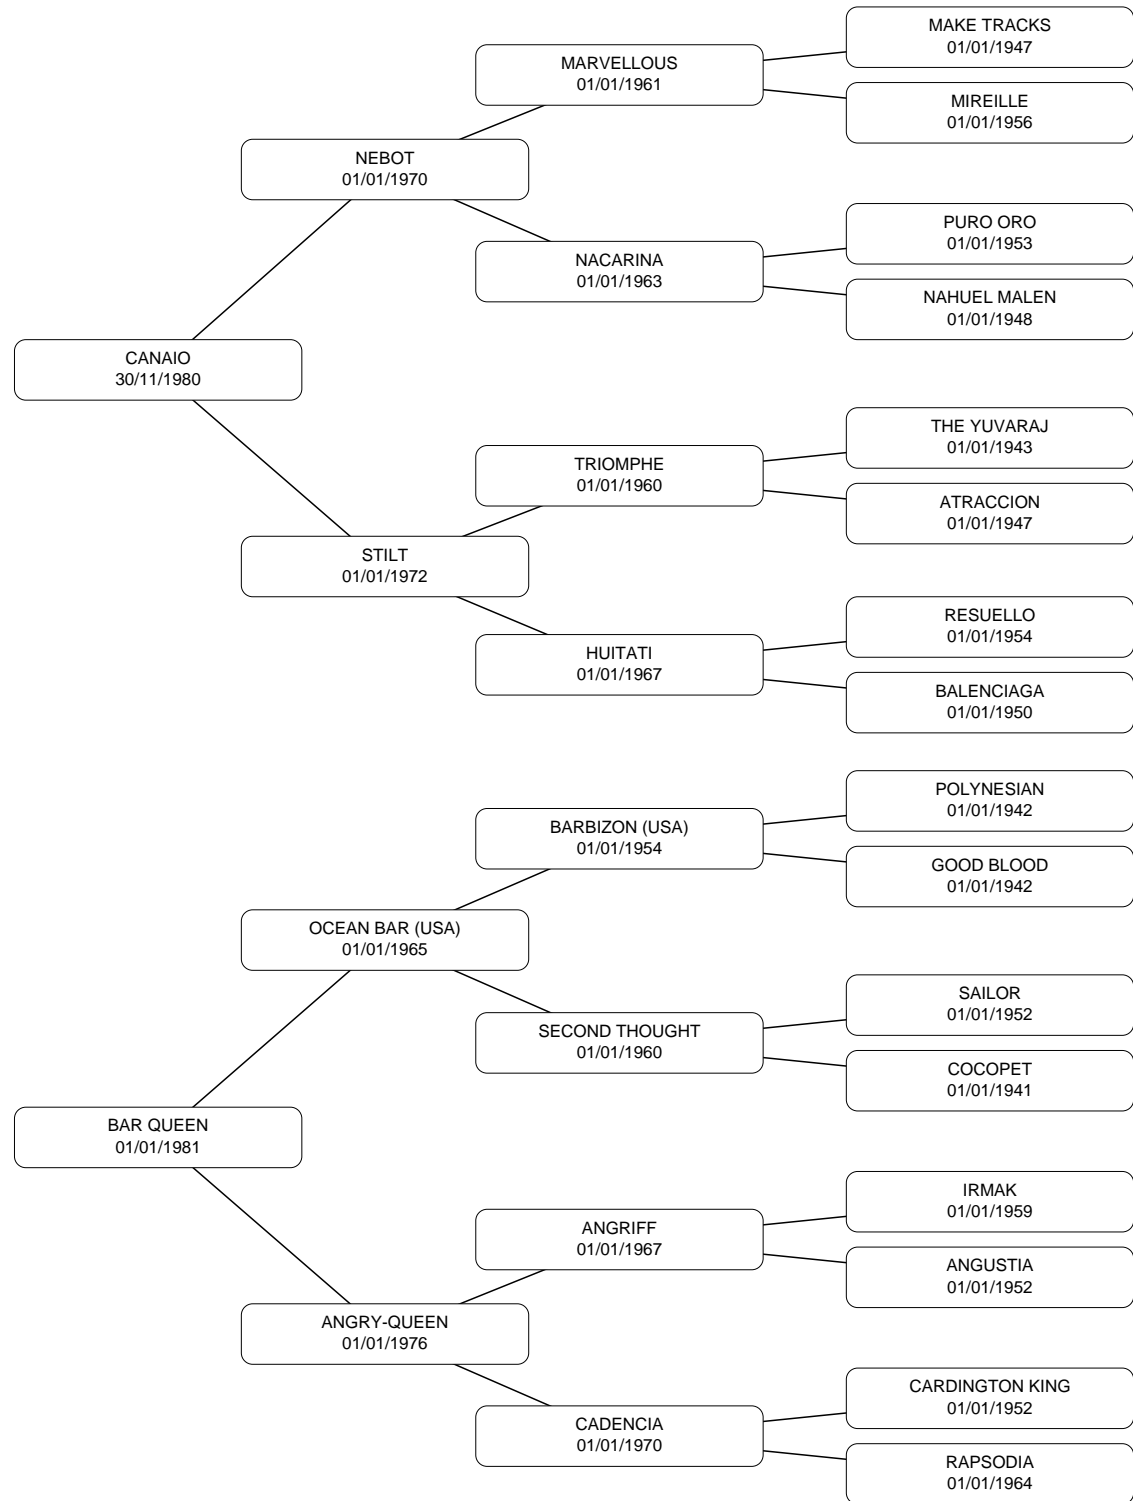 MAKE TRACKS
01/01/1947
MARVELLOUS
01/01/1961
MIREILLE
01/01/1956
NEBOT
01/01/1970
PURO ORO
01/01/1953
NACARINA
01/01/1963
NAHUEL MALEN
01/01/1948
CANAIO
30/11/1980
THE YUVARAJ
01/01/1943
TRIOMPHE
01/01/1960
ATRACCION
01/01/1947
STILT
01/01/1972
RESUELLO
01/01/1954
HUITATI
01/01/1967
BALENCIAGA
01/01/1950
POLYNESIAN
01/01/1942
BARBIZON (USA)
01/01/1954
GOOD BLOOD
01/01/1942
OCEAN BAR (USA)
01/01/1965
SAILOR
01/01/1952
SECOND THOUGHT
01/01/1960
COCOPET
01/01/1941
BAR QUEEN
01/01/1981
IRMAK
01/01/1959
ANGRIFF
01/01/1967
ANGUSTIA
01/01/1952
ANGRY-QUEEN
01/01/1976
CARDINGTON KING
01/01/1952
CADENCIA
01/01/1970
RAPSODIA
01/01/1964